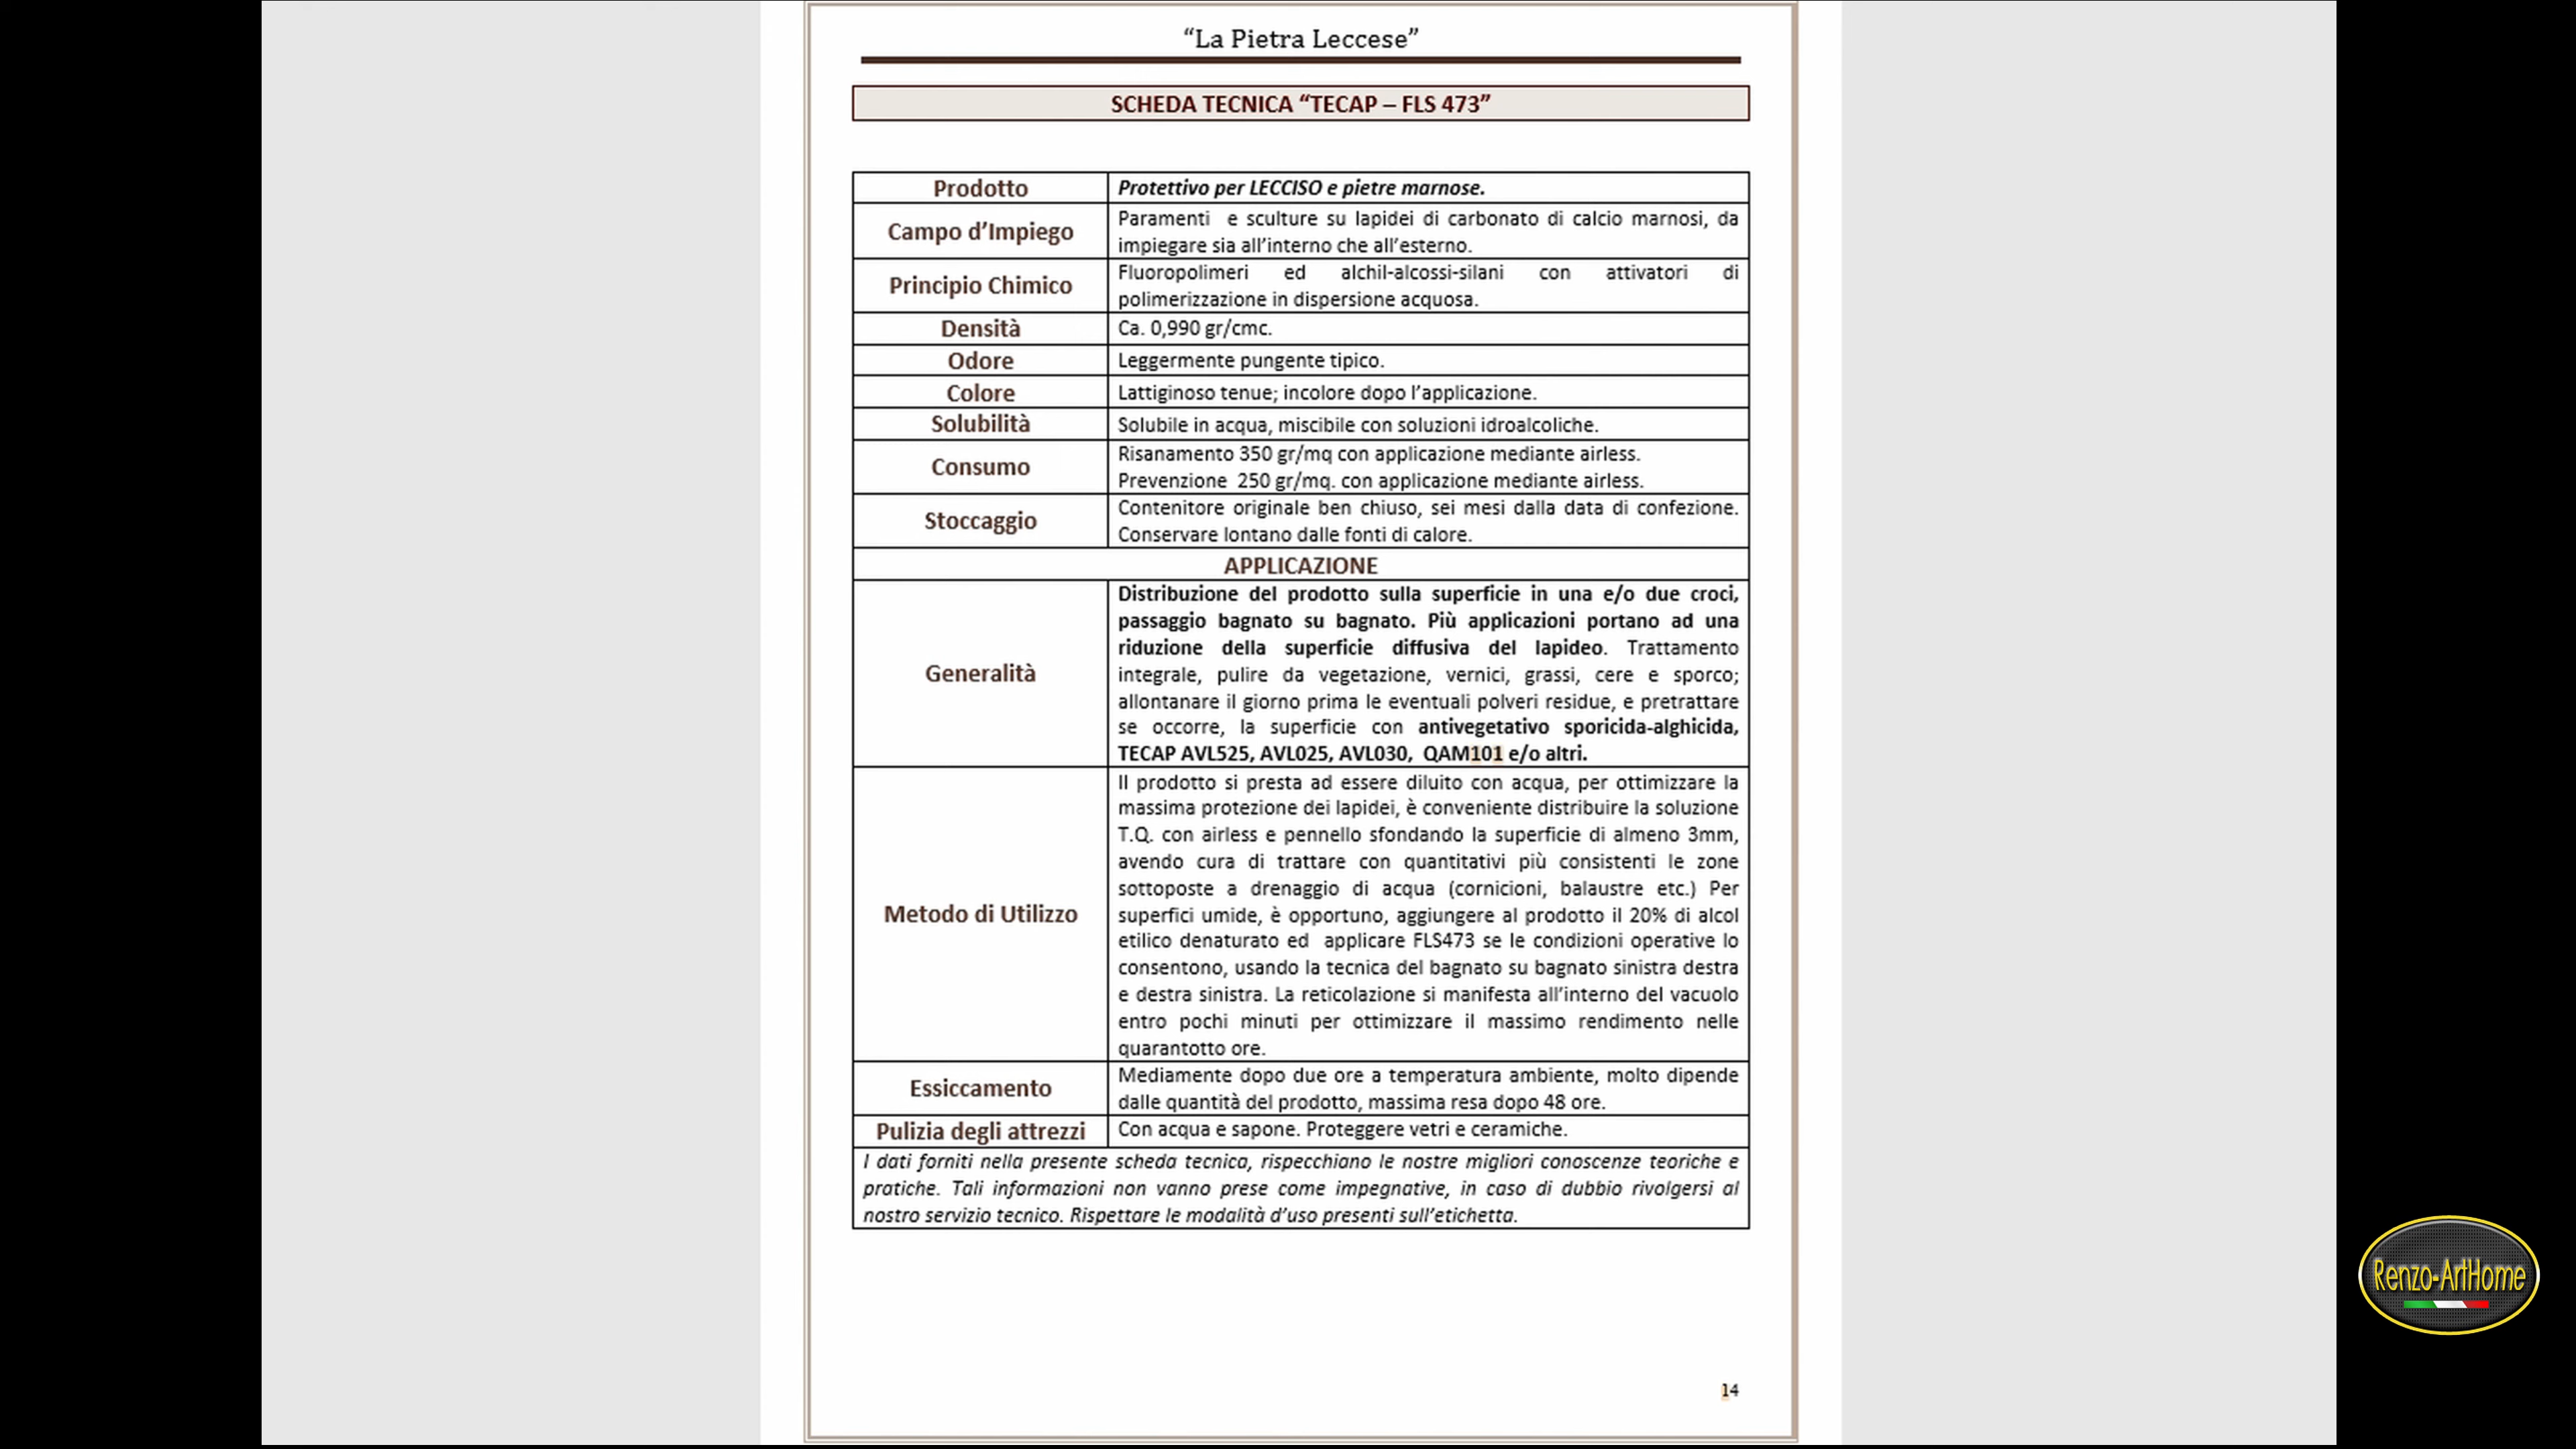 “La Pietra Leccese”
SCHEDA TECNICA “TECAP – FLS 473”
Prodotto
Protettivo per LECCISO e pietre marnose.
Campo d’Impiego
Paramenti e sculture su lapidei di carbonato di calcio marnosi, da
impiegare sia all’interno che all’esterno.
Principio Chimico
Fluoropolimeri ed alchil-alcossi-silani con attivatori di
polimerizzazione in dispersione acquosa.
Densità
Ca. 0,990 gr/cmc.
Odore
Leggermente pungente tipico.
Colore
Lattiginoso tenue; incolore dopo l’applicazione.
Solubilità
Solubile in acqua, miscibile con soluzioni idroalcoliche.
Consumo
Risanamento 350 gr/mq con applicazione mediante airless.
Prevenzione 250 gr/mq. con applicazione mediante airless.
Stoccaggio
Contenitore originale ben chiuso, sei mesi dalla data di confezione.
Conservare lontano dalle fonti di calore.
APPLICAZIONE
Generalità
Distribuzione del prodotto sulla superficie in una e/o due croci,
passaggio bagnato su bagnato. Più applicazioni portano ad una
riduzione della superficie diffusiva del lapideo. Trattamento
integrale, pulire da vegetazione, vernici, grassi, cere e sporco;
allontanare il giorno prima le eventuali polveri residue, e pretrattare
se occorre, la superficie con antivegetativo sporicida-alghicida,
TECAP AVL525, AVL025, AVL030, QAM101 e/o altri.
Metodo di Utilizzo
Il prodotto si presta ad essere diluito con acqua, per ottimizzare la
massima protezione dei lapidei, è conveniente distribuire la soluzione
T.Q. con airless e pennello sfondando la superficie di almeno 3mm,
avendo cura di trattare con quantitativi più consistenti le zone
sottoposte a drenaggio di acqua (cornicioni, balaustre etc.) Per
superfici umide, è opportuno, aggiungere al prodotto il 20% di alcol
etilico denaturato ed applicare FLS473 se le condizioni operative lo
consentono, usando la tecnica del bagnato su bagnato sinistra destra
e destra sinistra. La reticolazione si manifesta all’interno del vacuolo
entro pochi minuti per ottimizzare il massimo rendimento nelle
quarantotto ore.
Essiccamento
Mediamente dopo due ore a temperatura ambiente, molto dipende
dalle quantità del prodotto, massima resa dopo 48 ore.
Pulizia degli attrezzi
Con acqua e sapone. Proteggere vetri e ceramiche.
I dati forniti nella presente scheda tecnica, rispecchiano le nostre migliori conoscenze teoriche e
pratiche. Tali informazioni non vanno prese come impegnative, in caso di dubbio rivolgersi al
nostro servizio tecnico. Rispettare le modalità d’uso presenti sull’etichetta.
14
Renzo-ArtHome